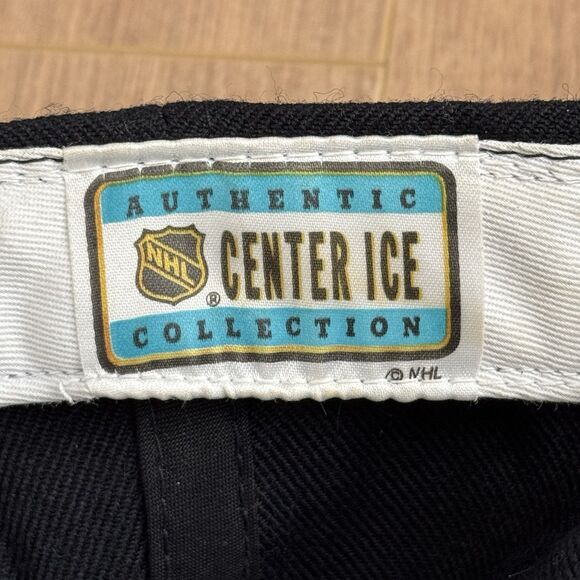 AUTHENTIC
NHL
® CENTER ICE
COLLECTION
© NHL